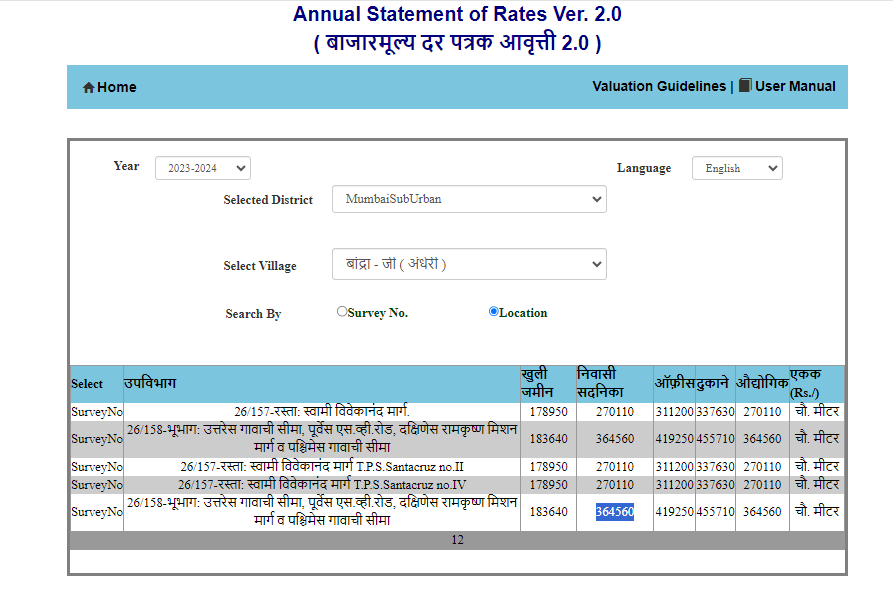 Annual Statement of Rates Ver. 2.0
( बाजारमूल्य दर पत्रक आवृत्ती 2.0 )
Home
Valuation Guidelines | User Manual
Year 2023-2024 Language English
Selected District MumbaiSubUrban
Select Village बांद्रा - जी ( अंधेरी )
Search By Survey No. Location
Select उपविभाग खुली जमीन निवासी सदनिका ऑफ़ीस दुकाने औद्योगिक एकक (Rs./)
SurveyNo 26/157-रस्ता: स्वामी विवेकानंद मार्ग. 178950 270110 311200 337630 270110 चौ. मीटर
SurveyNo 26/158-भूभाग: उत्तरेस गावाची सीमा, पूर्वेस एस.व्ही.रोड, दक्षिणेस रामकृष्ण मिशन
मार्ग व पश्चिमेस गावाची सीमा 183640 364560 419250 455710 364560 चौ. मीटर
SurveyNo 26/157-रस्ता: स्वामी विवेकानंद मार्ग T.P.S.Santacruz no.II 178950 270110 311200 337630 270110 चौ. मीटर
SurveyNo 26/157-रस्ता: स्वामी विवेकानंद मार्ग T.P.S.Santacruz no.IV 178950 270110 311200 337630 270110 चौ. मीटर
SurveyNo 26/158-भूभाग: उत्तरेस गावाची सीमा, पूर्वेस एस.व्ही.रोड, दक्षिणेस रामकृष्ण मिशन
मार्ग व पश्चिमेस गावाची सीमा 183640 364560 419250 455710 364560 चौ. मीटर
12